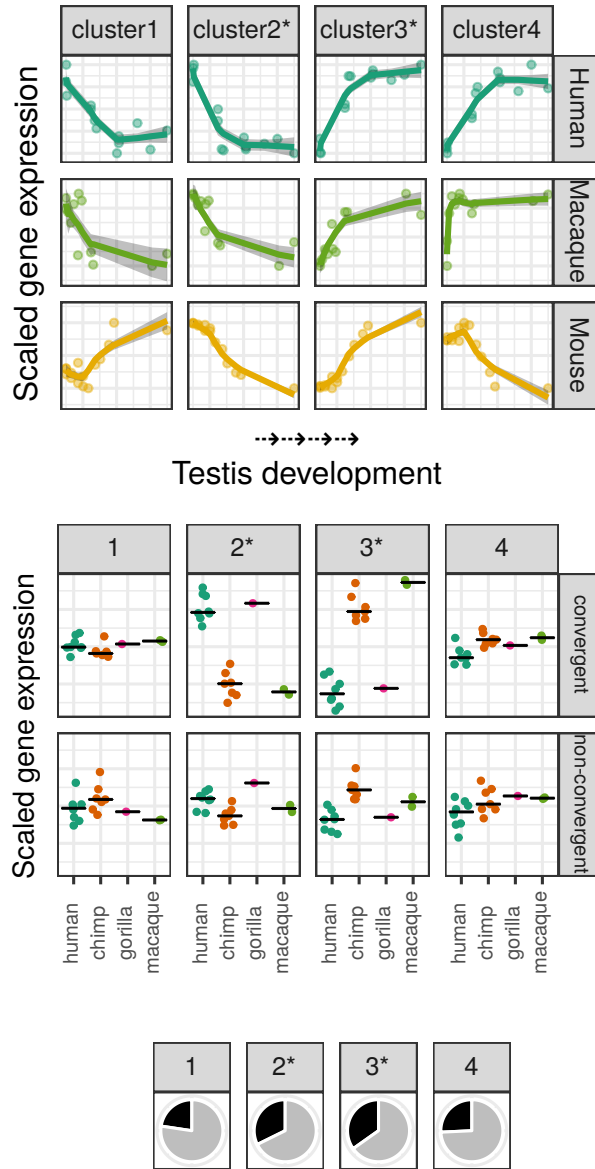 cluster1 cluster2* cluster3* cluster4
Scaled gene expression
Human
Macaque
Mouse
Testis development
1 2* 3* 4
Scaled gene expression
convergent
non-convergent
human chimp gorilla macaque human chimp gorilla macaque human chimp gorilla macaque human chimp gorilla macaque
1 2* 3* 4